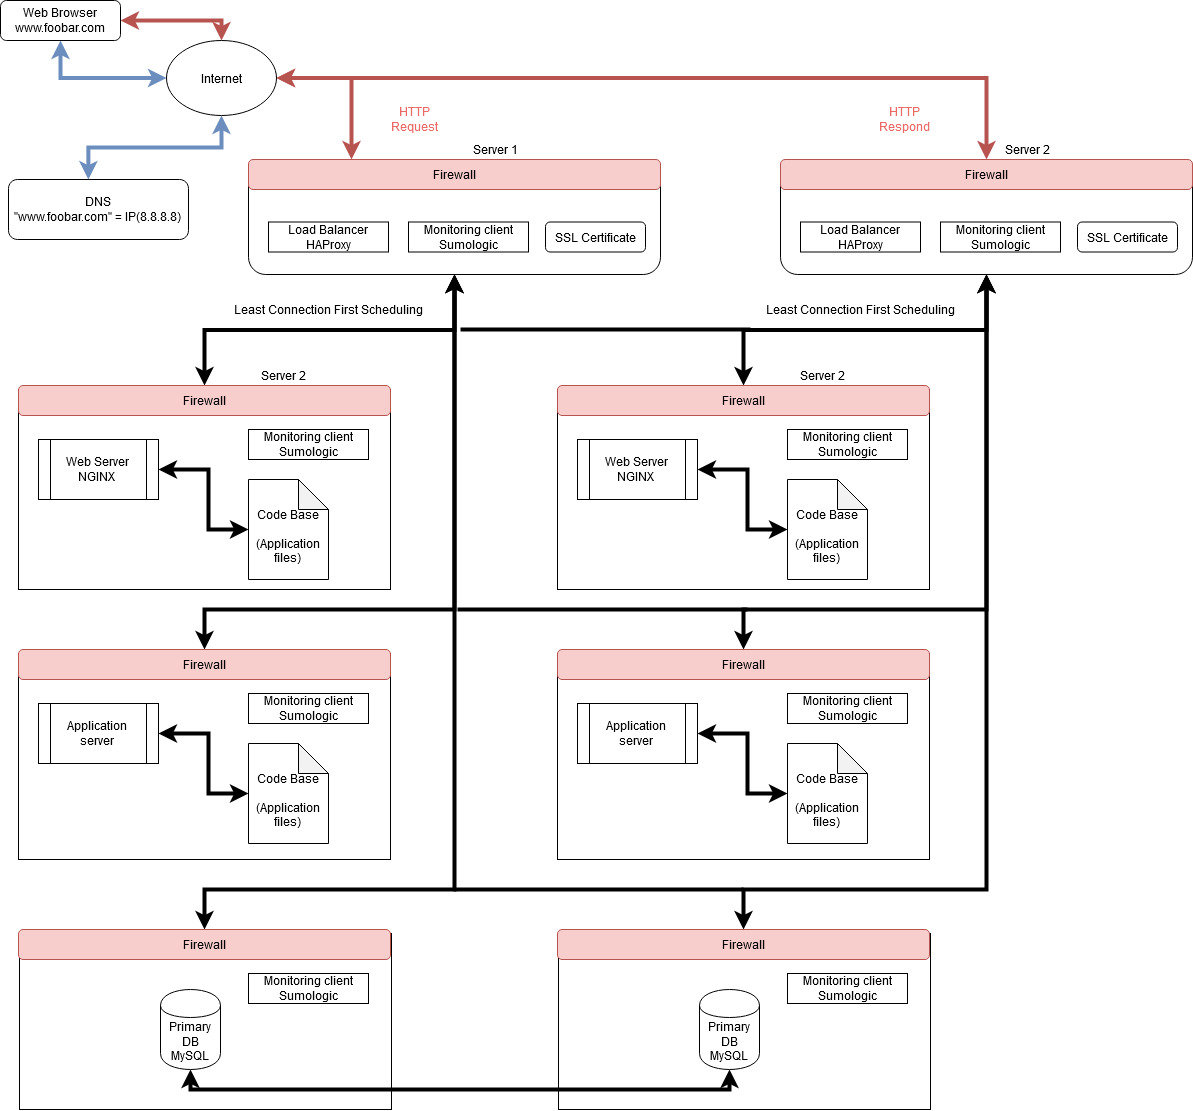 Web Browser
www.foobar.com
Internet
HTTP
Request
HTTP
Respond
DNS
"www.foobar.com" = IP(8.8.8.8)
Server 1
Firewall
Load Balancer
HAProxy
Monitoring client
Sumologic
SSL Certificate
Server 2
Firewall
Load Balancer
HAProxy
Monitoring client
Sumologic
SSL Certificate
Least Connection First Scheduling
Least Connection First Scheduling
Server 2
Firewall
Web Server
NGINX
Monitoring client
Sumologic
Code Base
(Application
files)
Server 2
Firewall
Web Server
NGINX
Monitoring client
Sumologic
Code Base
(Application
files)
Firewall
Application
server
Monitoring client
Sumologic
Code Base
(Application
files)
Firewall
Application
server
Monitoring client
Sumologic
Code Base
(Application
files)
Firewall
Monitoring client
Sumologic
Primary
DB
MySQL
Firewall
Monitoring client
Sumologic
Primary
DB
MySQL